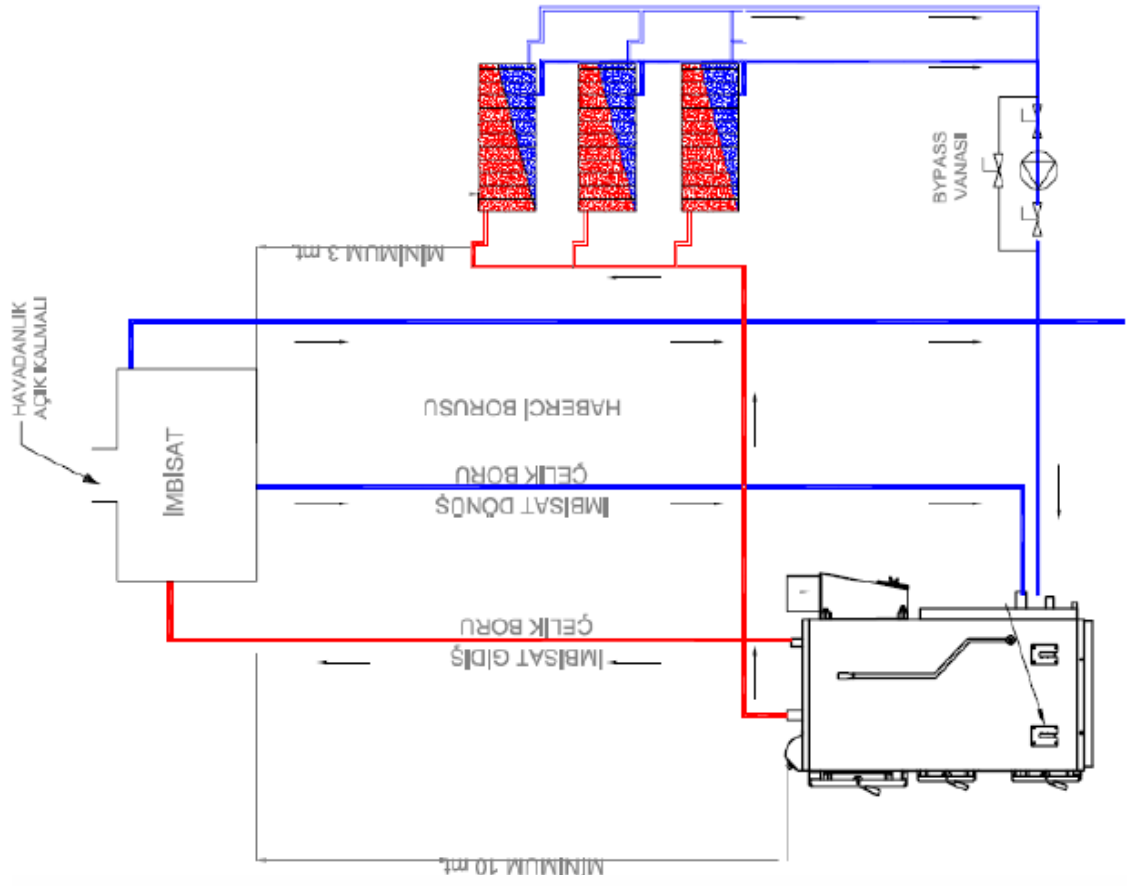 HAVADANLIK
AÇIK KALMALI
İMBİSAT
MİNİMUM 3 mt.
BYPASS
VANASI
HABERCİ BORUSU
İMBİSAT DÖNÜŞ
ÇELİK BORU
İMBİSAT GİDİŞ
ÇELİK BORU
MİNİMUM 10 mt.